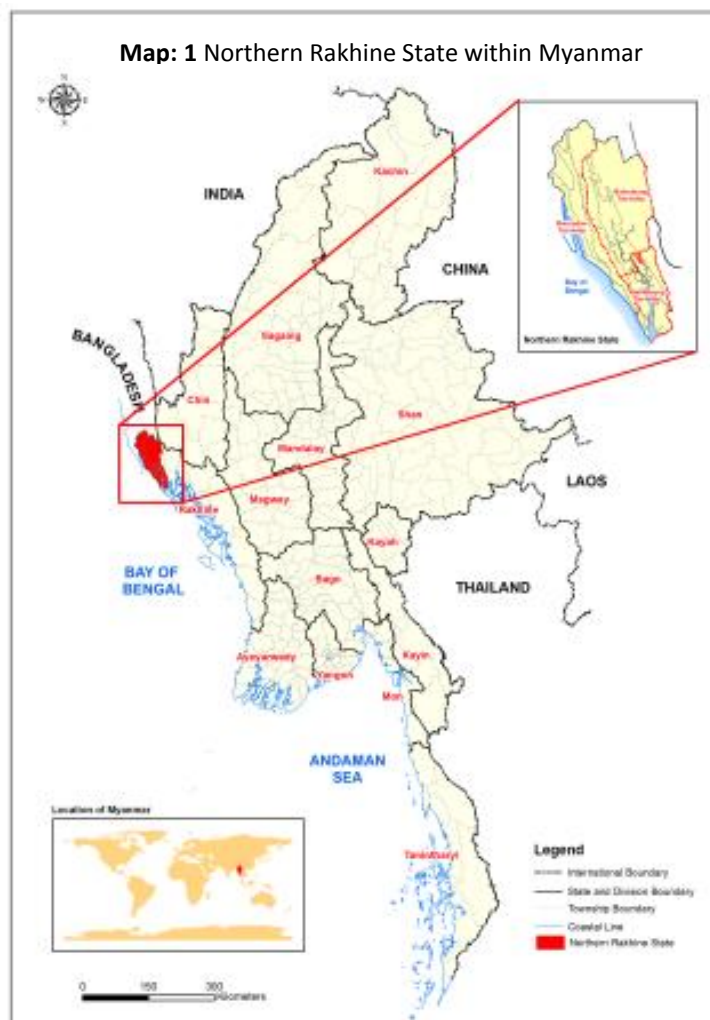 Map: 1 Northern Rakhine State within Myanmar
N
W
E
S
INDIA
Kachin
CHINA
Bay of
Bengal
Northern Rakhine State
BANGLADESH
Sagaing
Chin
Shan
Mandalay
Magway
Rakhine
LAOS
Kayah
BAY OF
BENGAL
Bago
THAILAND
Ayeyarwady
Yangon
Kayin
Mon
ANDAMAN
SEA
Tanintharyi
Location of Myanmar
Legend
International Boundary
State and Division Boundary
Township Boundary
Coastal Line
Northern Rakhine State
0
150
300
Kilometers